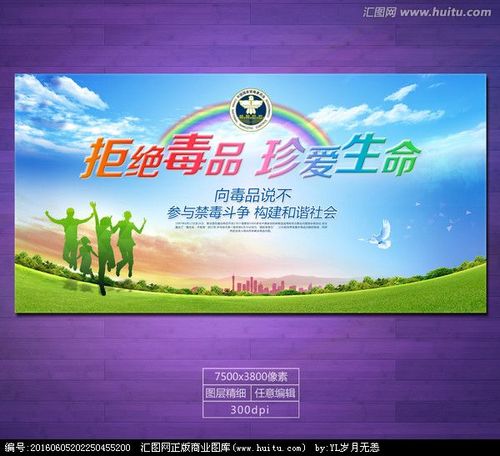 汇图网 www.huitu.com
拒绝毒品 珍爱生命
向毒品说不
参与禁毒斗争 构建和谐社会
7500x3800像素
图层精细 任意编辑
300dpi
编号:20160605202250455200 汇图网正版商业图库(www.huitu.com) by:YL岁月无恙